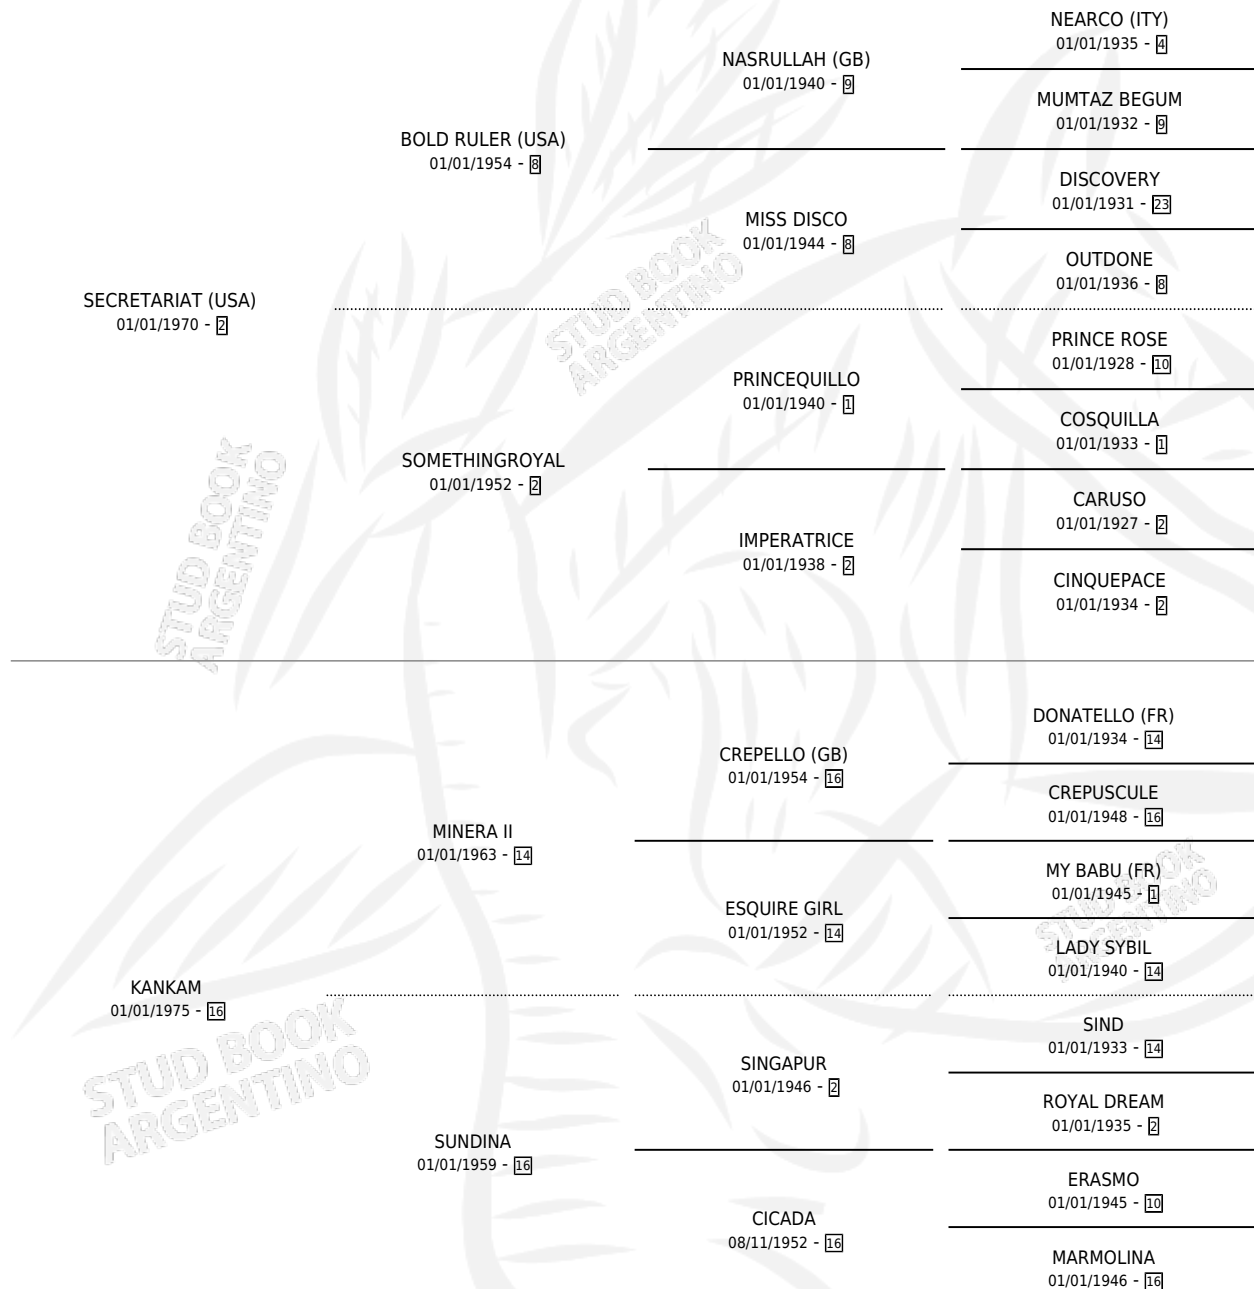 NEARCO (ITY)
01/01/1935 - 4
NASRULLAH (GB)
01/01/1940 - 9
MUMTAZ BEGUM
01/01/1932 - 9
BOLD RULER (USA)
01/01/1954 - 8
DISCOVERY
01/01/1931 - 23
MISS DISCO
01/01/1944 - 8
OUTDONE
01/01/1936 - 8
SECRETARIAT (USA)
01/01/1970 - 2
PRINCE ROSE
01/01/1928 - 10
PRINCEQUILLO
01/01/1940 - 1
COSQUILLA
01/01/1933 - 1
SOMETHINGROYAL
01/01/1952 - 2
CARUSO
01/01/1927 - 2
IMPERATRICE
01/01/1938 - 2
CINQUEPACE
01/01/1934 - 2
DONATELLO (FR)
01/01/1934 - 14
CREPELLO (GB)
01/01/1954 - 16
CREPUSCULE
01/01/1948 - 16
MINERA II
01/01/1963 - 14
MY BABU (FR)
01/01/1945 - 1
ESQUIRE GIRL
01/01/1952 - 14
LADY SYBIL
01/01/1940 - 14
KANKAM
01/01/1975 - 16
SIND
01/01/1933 - 14
SINGAPUR
01/01/1946 - 2
ROYAL DREAM
01/01/1935 - 2
SUNDINA
01/01/1959 - 16
ERASMO
01/01/1945 - 10
CICADA
08/11/1952 - 16
MARMOLINA
01/01/1946 - 16
STUD BOOK
ARGENTINO
STUD BOOK
ARGENTINO
STUD BOOK
ARGENTINO
STUD BOOK
ARGENTINO